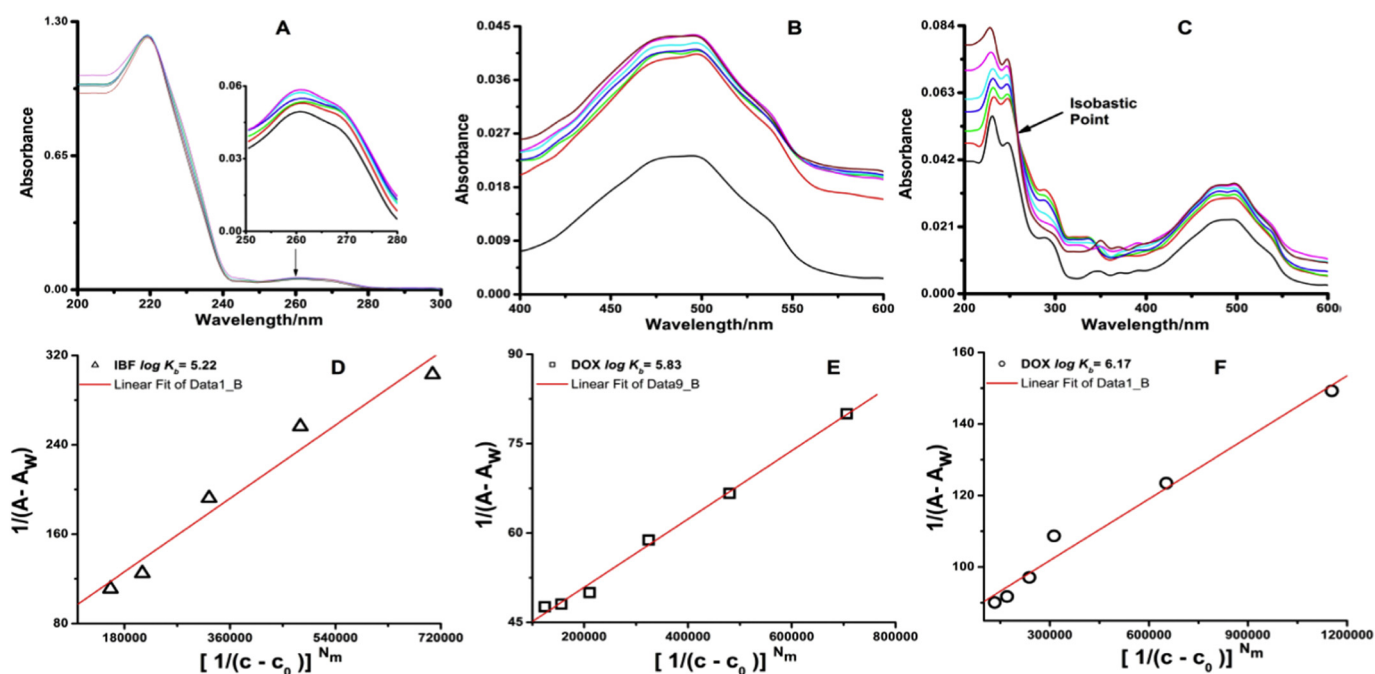 A
1.30
0.65
0.00
Absorbance
200 220 240 260 280 300
Wavelength/nm
0.06
0.03
0.00
250 260 270 280
B
0.045
0.036
0.027
0.018
0.009
0.000
Absorbance
400 450 500 550 600
Wavelength/nm
C
0.084
0.063
0.042
0.021
0.000
Absorbance
Isobastic
Point
200 300 400 500 600
Wavelength/nm
D
IBF log Kb = 5.22
Linear Fit of Data1_B
320
240
160
80
1/(A- AW)
180000 360000 540000 720000
[ 1/(c - c0)] Nm
E
DOX log Kb = 5.83
Linear Fit of Data9_B
90
75
60
45
1/(A- AW)
200000 400000 600000 800000
[ 1/(c - c0)] Nm
F
DOX log Kb = 6.17
Linear Fit of Data1_B
160
140
120
100
1/(A- AW)
300000 600000 900000 1200000
[ 1/(c - c0)] Nm